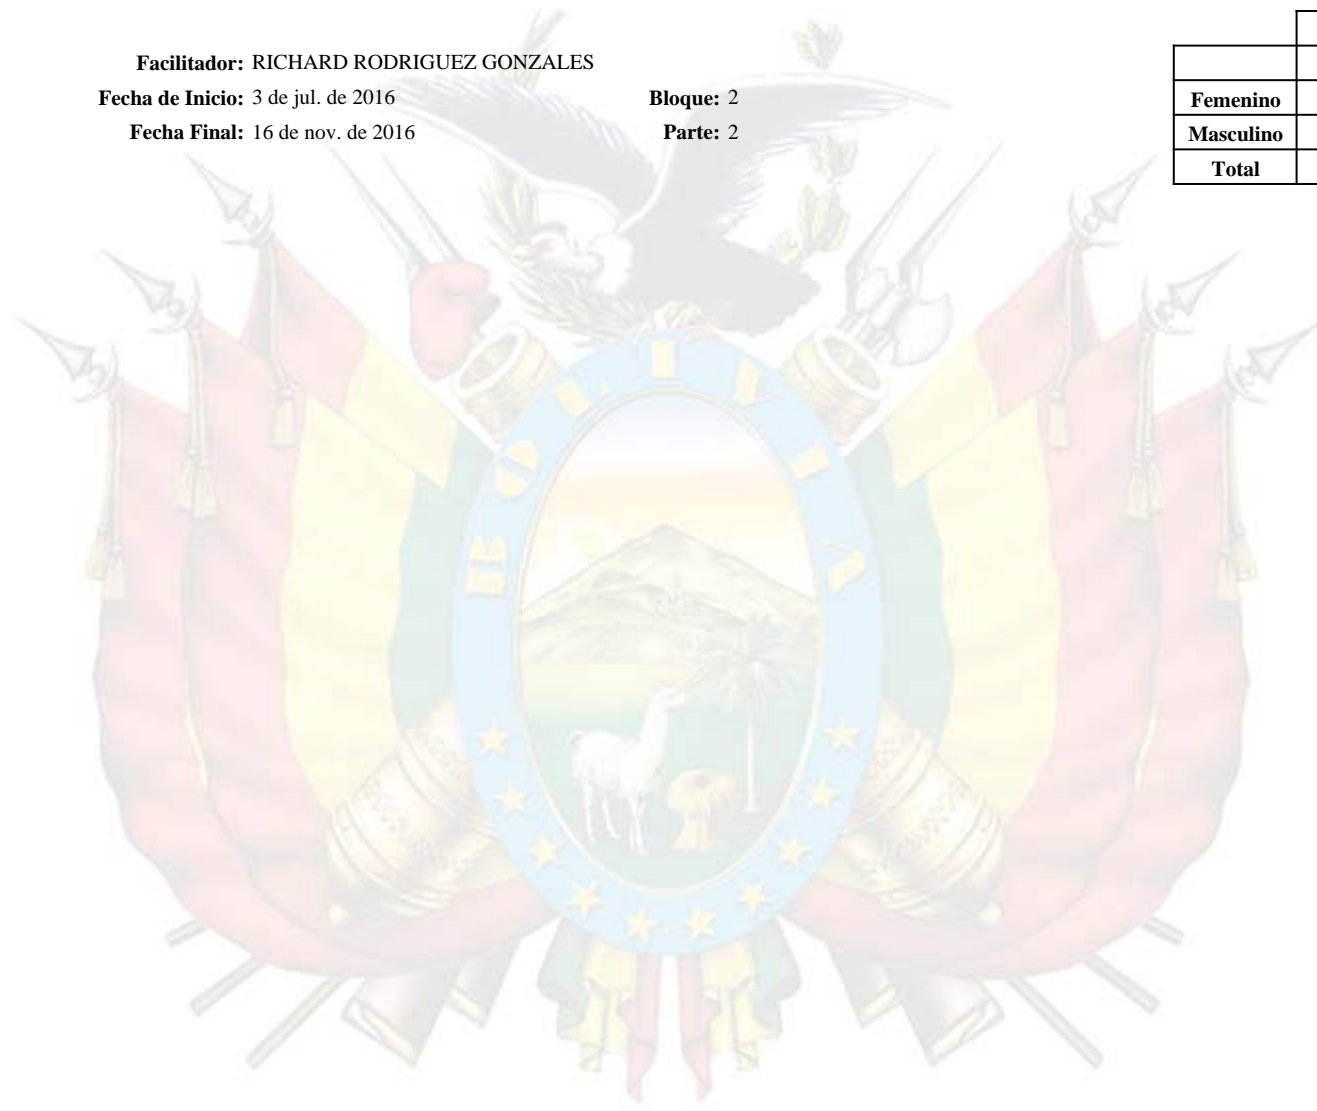 Facilitador: RICHARD RODRIGUEZ GONZALES
Fecha de Inicio: 3 de jul. de 2016 Bloque: 2
Fecha Final: 16 de nov. de 2016 Parte: 2
Femenino
Masculino
Total
BOLIVIA